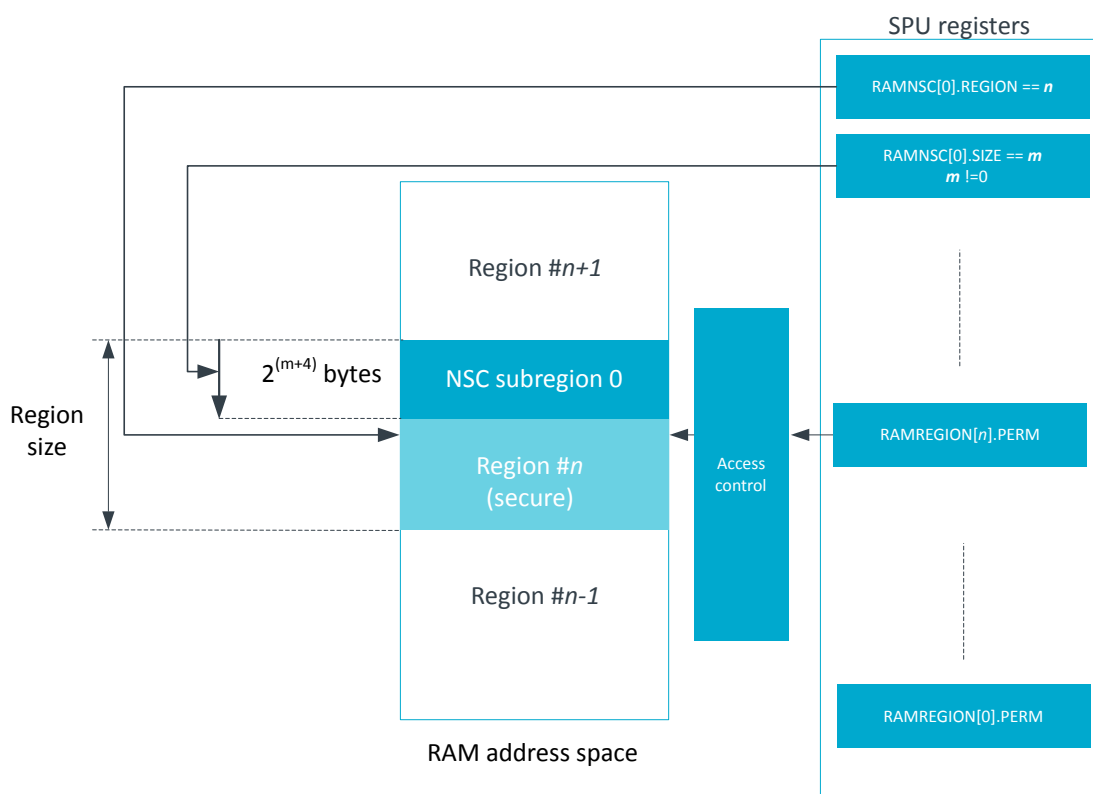 SPU registers
RAMNSC[0].REGION == n
RAMNSC[0].SIZE == m
m !=0
Region #n+1
2^(m+4) bytes
NSC subregion 0
Region
size
Region #n
(secure)
Access
control
RAMREGION[n].PERM
Region #n-1
RAMREGION[0].PERM
RAM address space